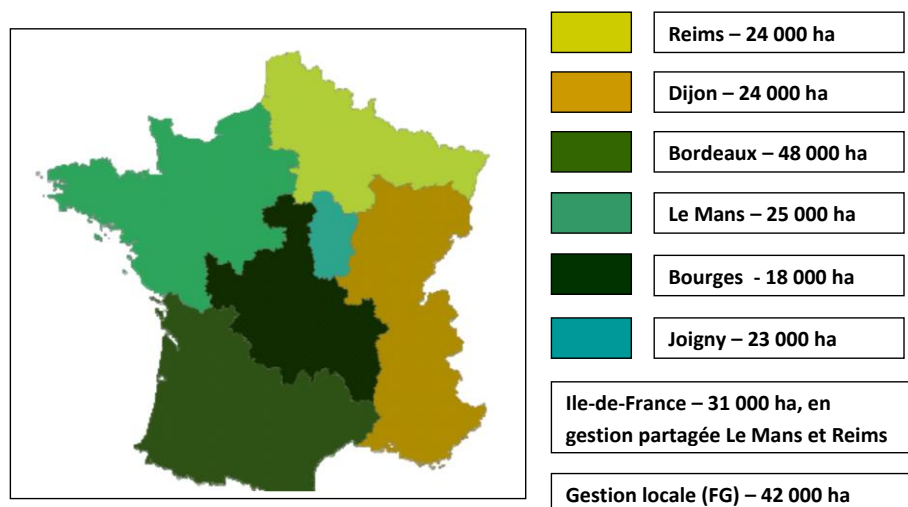 Reims – 24 000 ha
Dijon – 24 000 ha
Bordeaux – 48 000 ha
Le Mans – 25 000 ha
Bourges - 18 000 ha
Joigny – 23 000 ha
Ile-de-France – 31 000 ha, en
gestion partagée Le Mans et Reims
Gestion locale (FG) – 42 000 ha